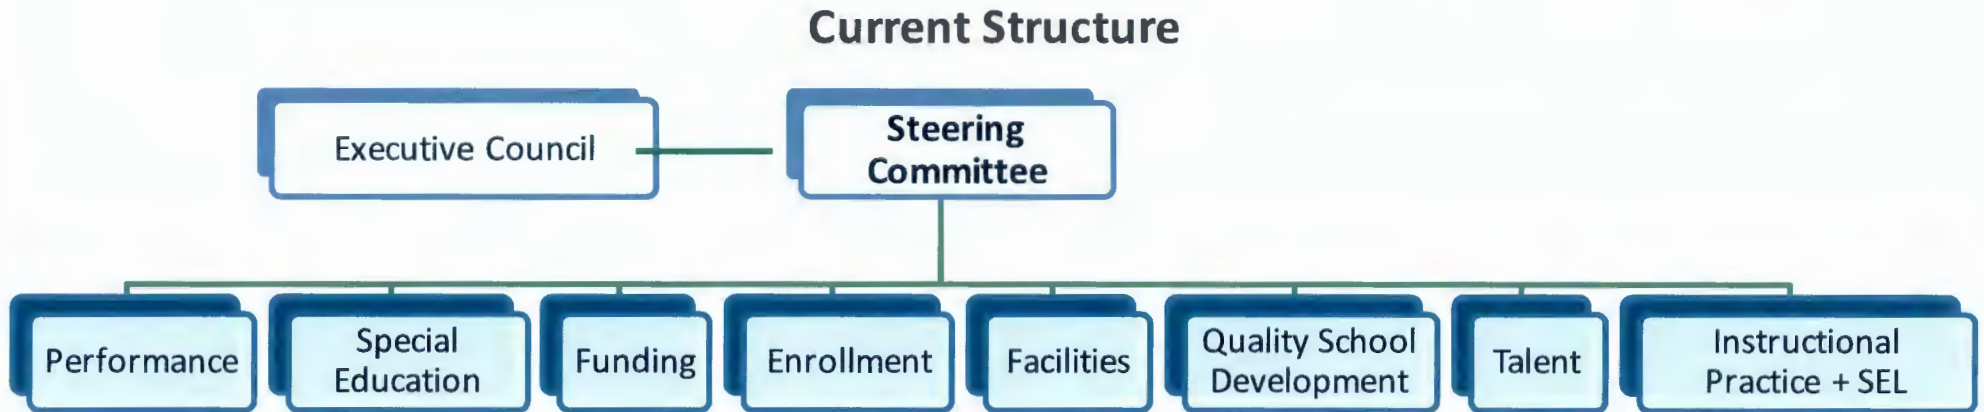 Current Structure
Executive Council
Steering
Committee
Performance
Special
Education
Funding
Enrollment
Facilities
Quality School
Development
Talent
Instructional
Practice + SEL